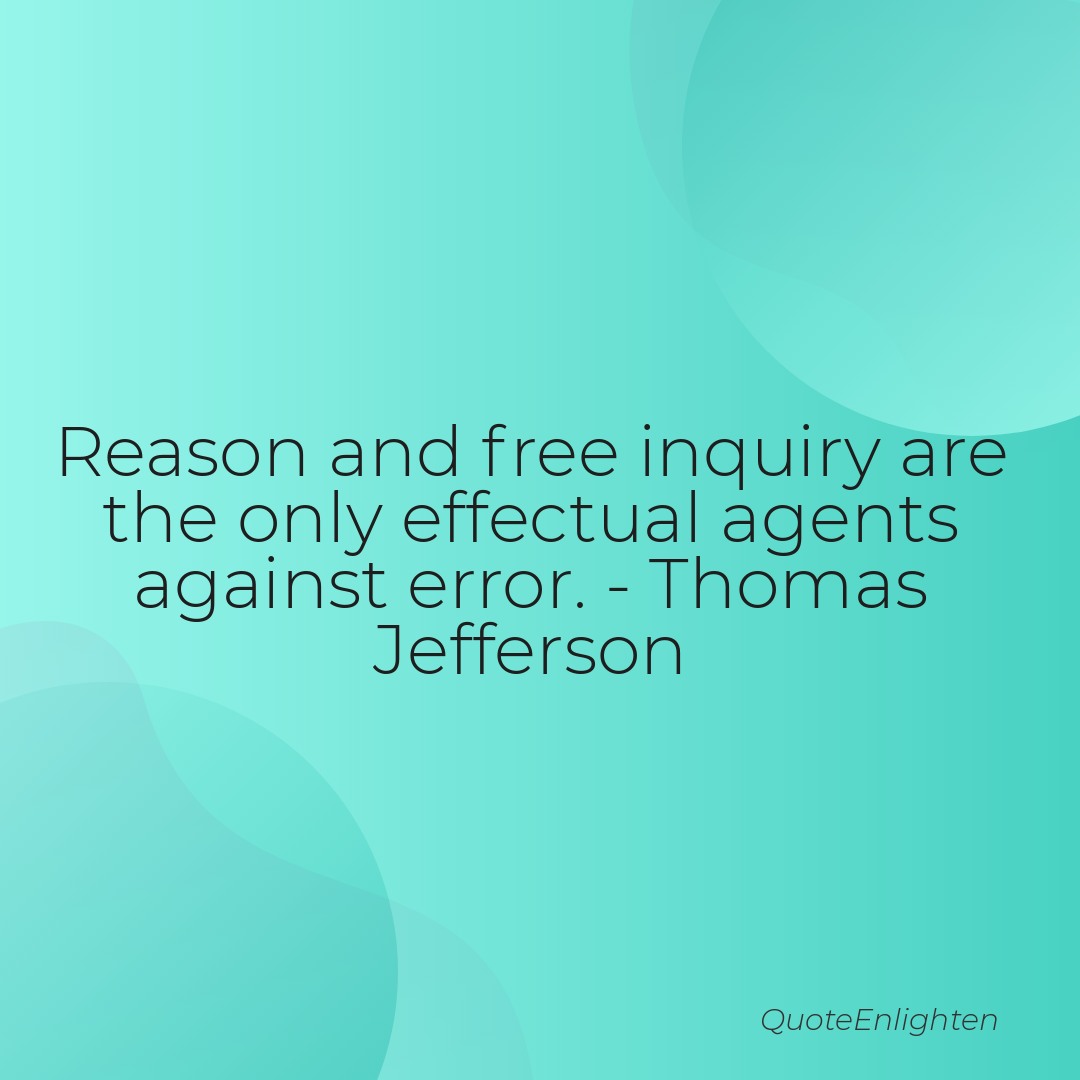 Reason and free inquiry are
the only effectual agents
against error. - Thomas
Jefferson
QuoteEnlighten